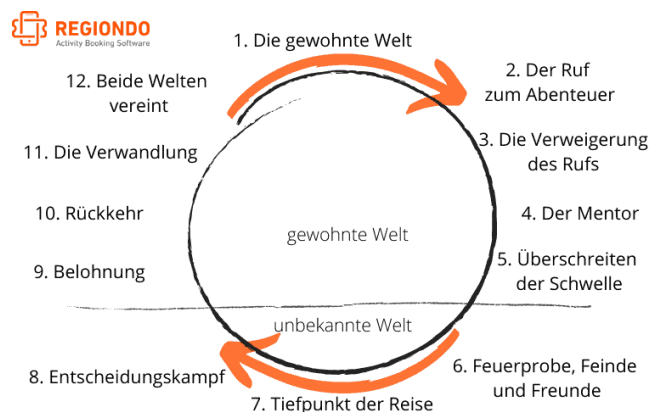 REGIONDO
Activity Booking Software
1. Die gewohnte Welt
2. Der Ruf
zum Abenteuer
3. Die Verweigerung
des Rufs
4. Der Mentor
5. Überschreiten
der Schwelle
6. Feuerprobe, Feinde
und Freunde
7. Tiefpunkt der Reise
8. Entscheidungskampf
9. Belohnung
10. Rückkehr
11. Die Verwandlung
12. Beide Welten
vereint
gewohnte Welt
unbekannte Welt